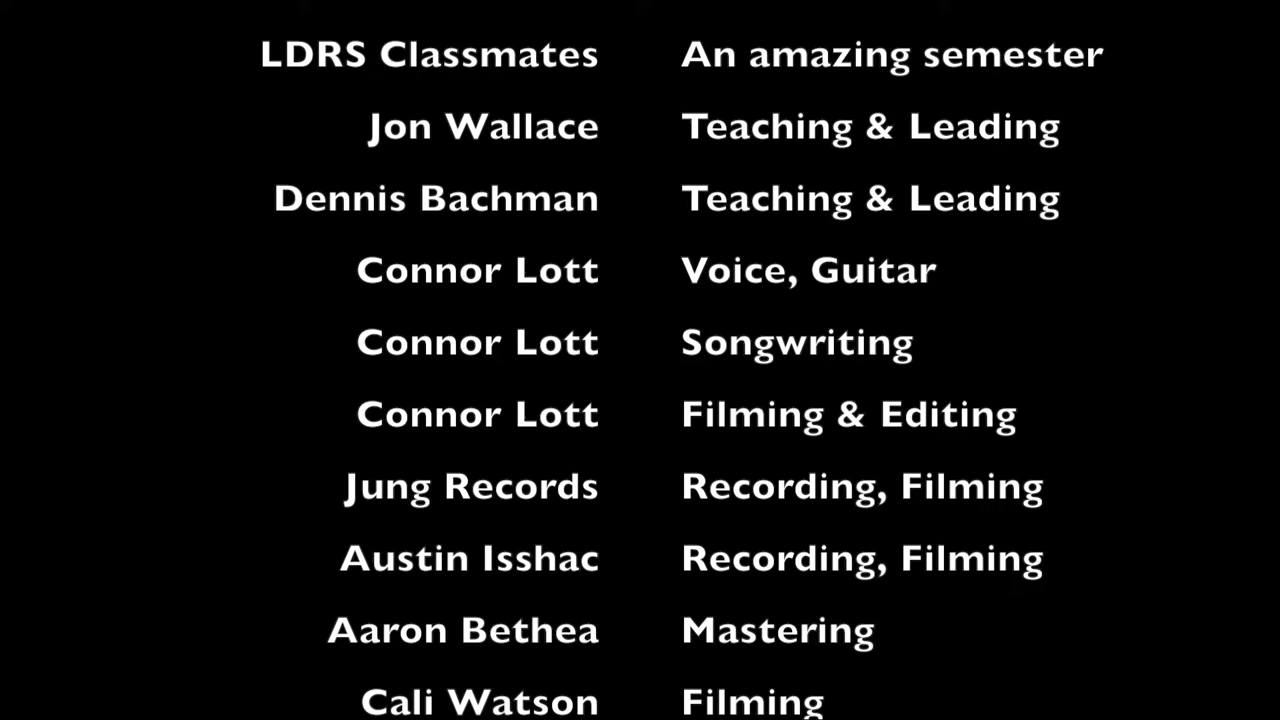 LDRS Classmates An amazing semester
Jon Wallace Teaching & Leading
Dennis Bachman Teaching & Leading
Connor Lott Voice, Guitar
Connor Lott Songwriting
Connor Lott Filming & Editing
Jung Records Recording, Filming
Austin Isshac Recording, Filming
Aaron Bethea Mastering
Cali Watson Filming